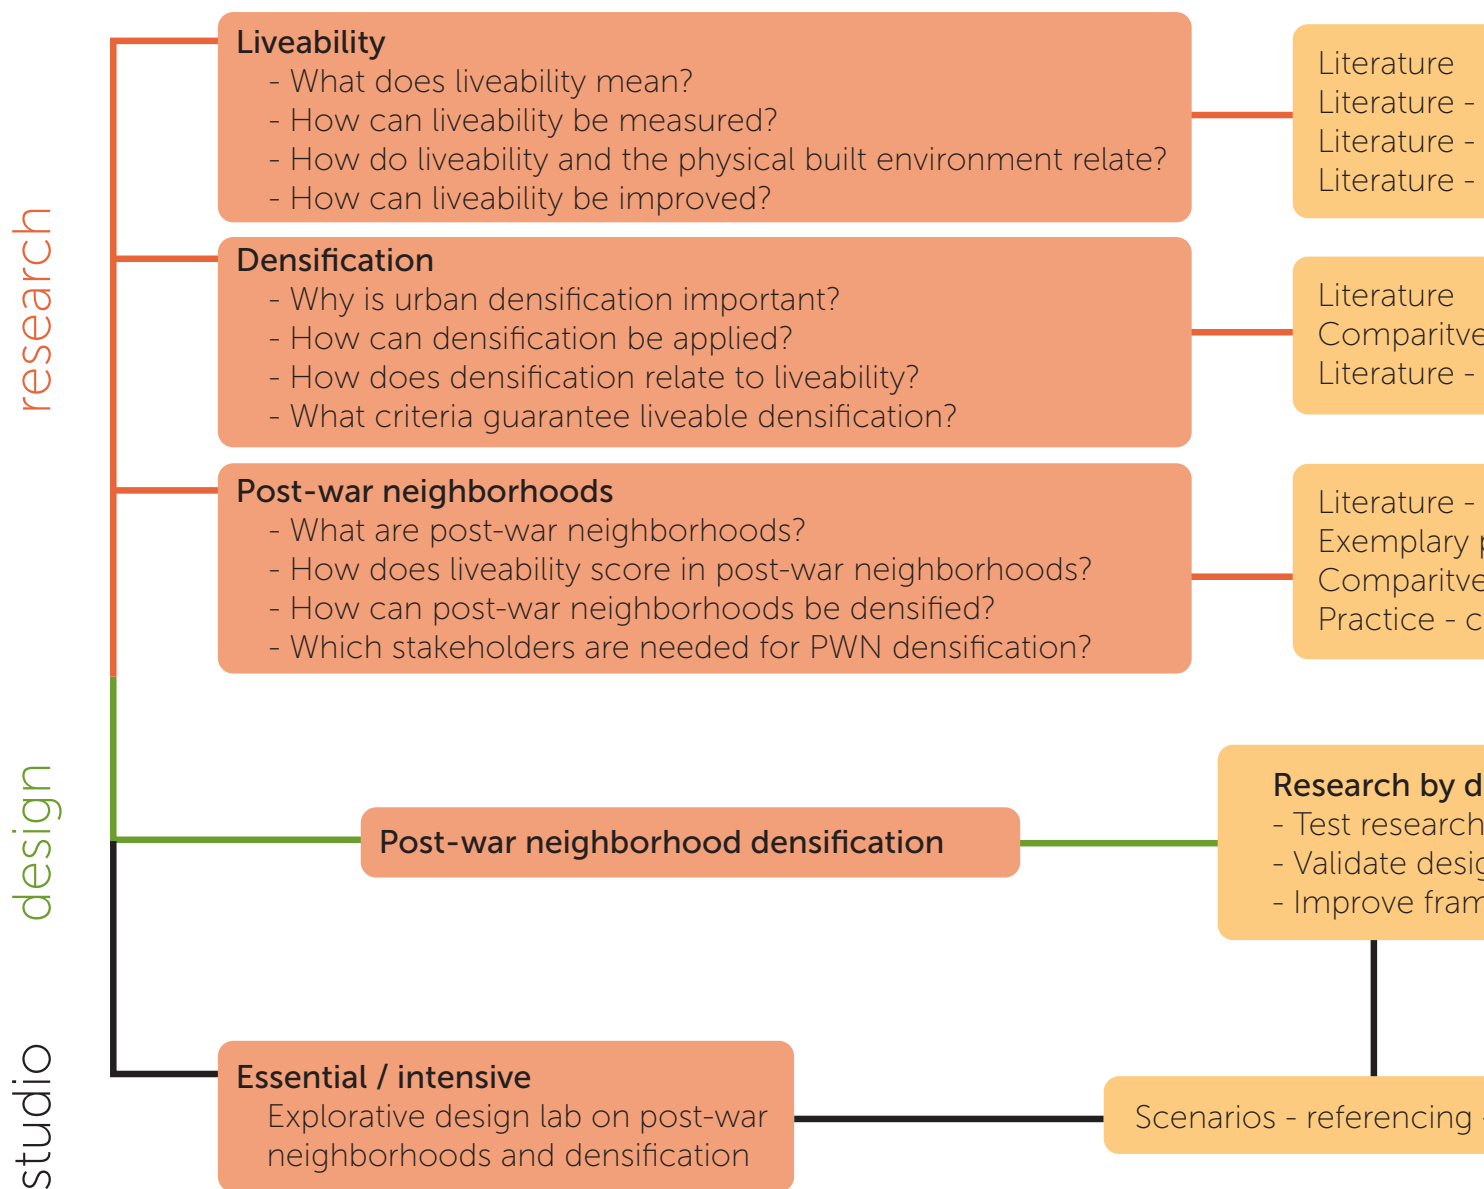 research
Liveability
- What does liveability mean?
- How can liveability be measured?
- How do liveability and the physical built environment relate?
- How can liveability be improved?
Literature
Literature -
Literature -
Literature -
Densification
- Why is urban densification important?
- How can densification be applied?
- How does densification relate to liveability?
- What criteria guarantee liveable densification?
Literature
Comparitve
Literature -
Post-war neighborhoods
- What are post-war neighborhoods?
- How does liveability score in post-war neighborhoods?
- How can post-war neighborhoods be densified?
- Which stakeholders are needed for PWN densification?
Literature -
Exemplary
Comparitve
Practice -
design
Post-war neighborhood densification
Research by
- Test research
- Validate
- Improve
studio
Essential / intensive
Explorative design lab on post-war
neighborhoods and densification
Scenarios - referencing -